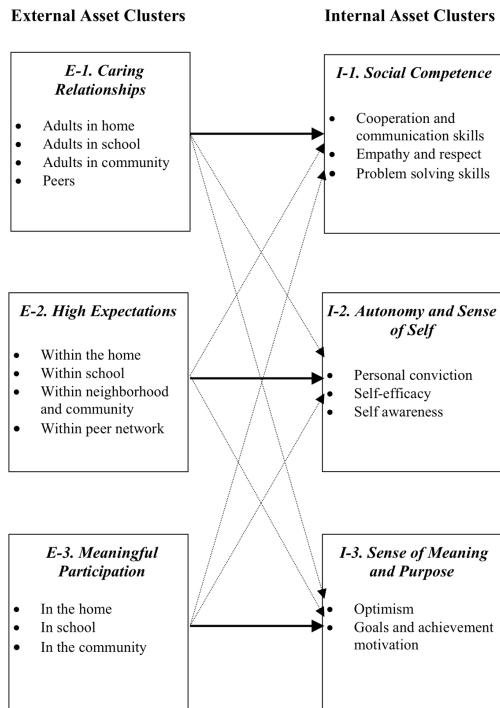 External Asset Clusters
Internal Asset Clusters
E-1. Caring
Relationships
• Adults in home
• Adults in school
• Adults in community
• Peers
I-1. Social Competence
• Cooperation and
communication skills
• Empathy and respect
• Problem solving skills
E-2. High Expectations
• Within the home
• Within school
• Within neighborhood
and community
• Within peer network
I-2. Autonomy and Sense
of Self
• Personal conviction
• Self-efficacy
• Self awareness
E-3. Meaningful
Participation
• In the home
• In school
• In the community
I-3. Sense of Meaning
and Purpose
• Optimism
• Goals and achievement
motivation